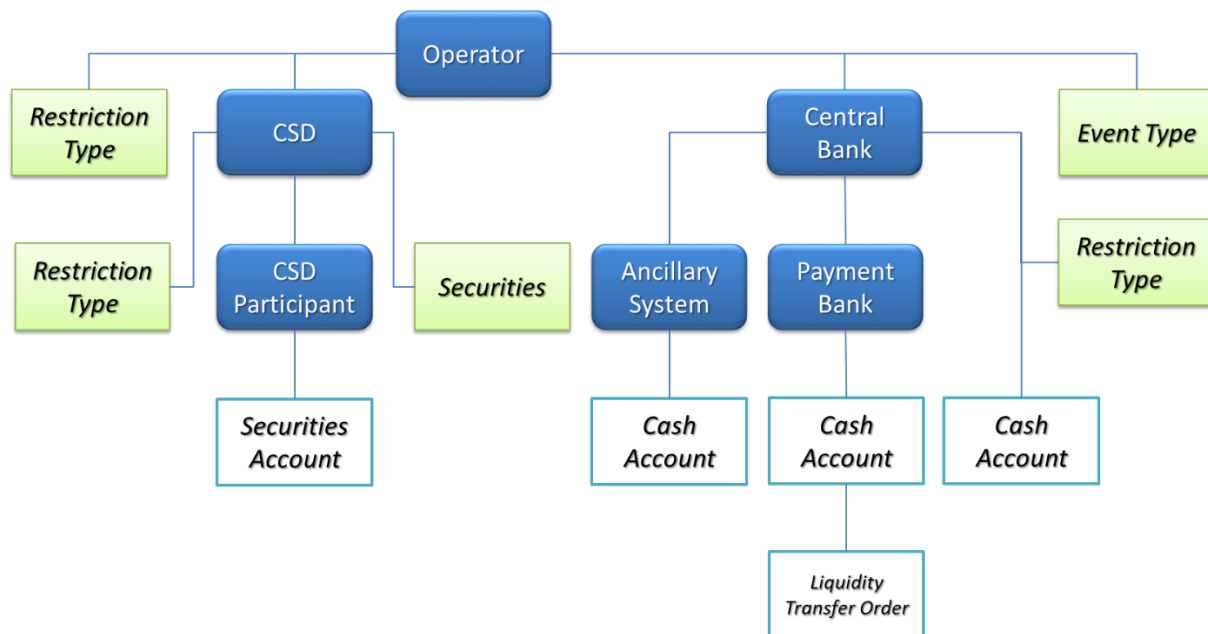 Operator
Restriction
Type
CSD
Central
Bank
Event Type
Restriction
Type
CSD
Participant
Securities
Ancillary
System
Payment
Bank
Restriction
Type
Securities
Account
Cash
Account
Cash
Account
Cash
Account
Liquidity
Transfer Order